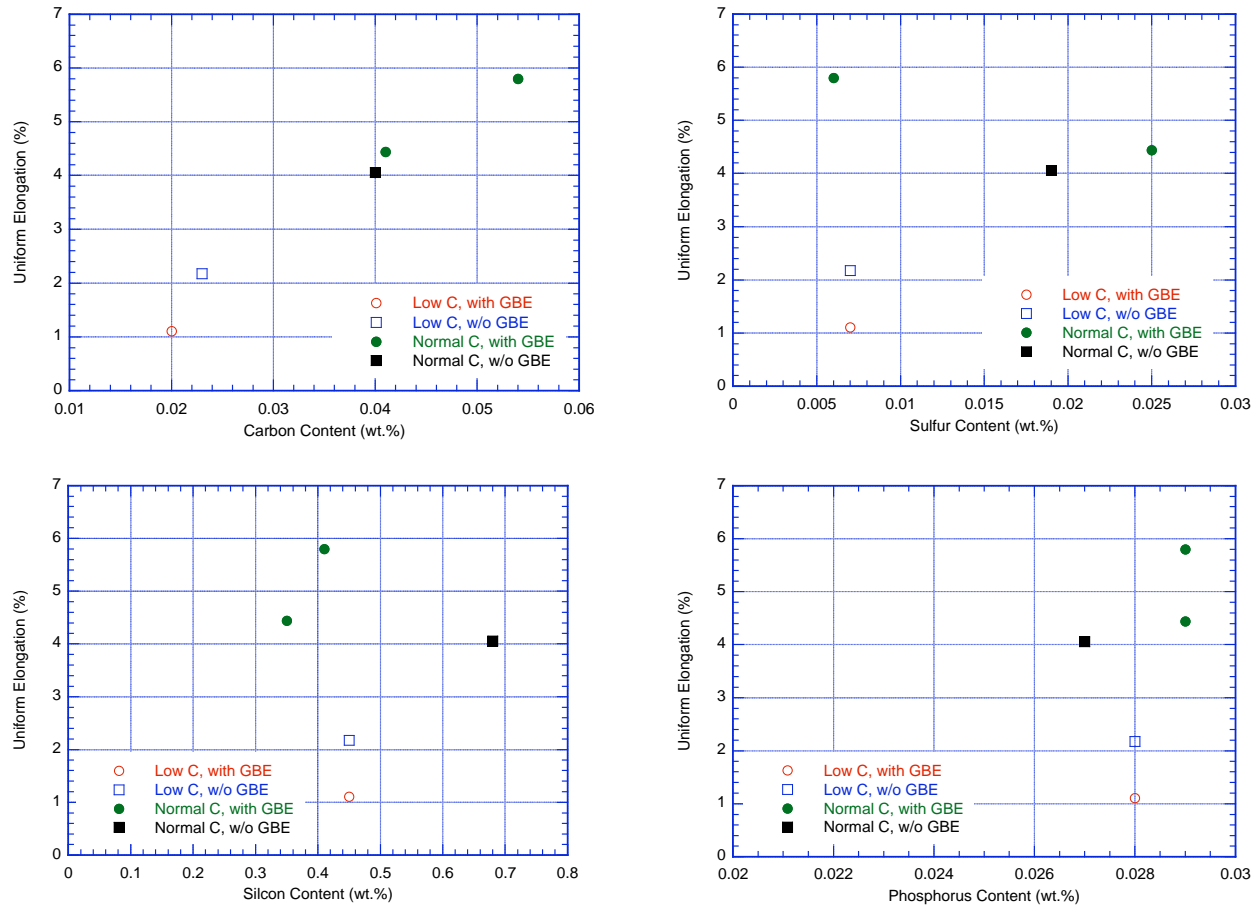 7
6
5
4
3
2
1
0
Uniform Elongation (%)
Low C, with GBE
Low C, w/o GBE
Normal C, with GBE
Normal C, w/o GBE
0.01 0.02 0.03 0.04 0.05 0.06
Carbon Content (wt.%)
7
6
5
4
3
2
1
0
Uniform Elongation (%)
Low C, with GBE
Low C, w/o GBE
Normal C, with GBE
Normal C, w/o GBE
0 0.005 0.01 0.015 0.02 0.025 0.03
Sulfur Content (wt.%)
7
6
5
4
3
2
1
0
Uniform Elongation (%)
Low C, with GBE
Low C, w/o GBE
Normal C, with GBE
Normal C, w/o GBE
0 0.1 0.2 0.3 0.4 0.5 0.6 0.7 0.8
Silcon Content (wt.%)
7
6
5
4
3
2
1
0
Uniform Elongation (%)
Low C, with GBE
Low C, w/o GBE
Normal C, with GBE
Normal C, w/o GBE
0.02 0.022 0.024 0.026 0.028 0.03
Phosphorus Content (wt.%)